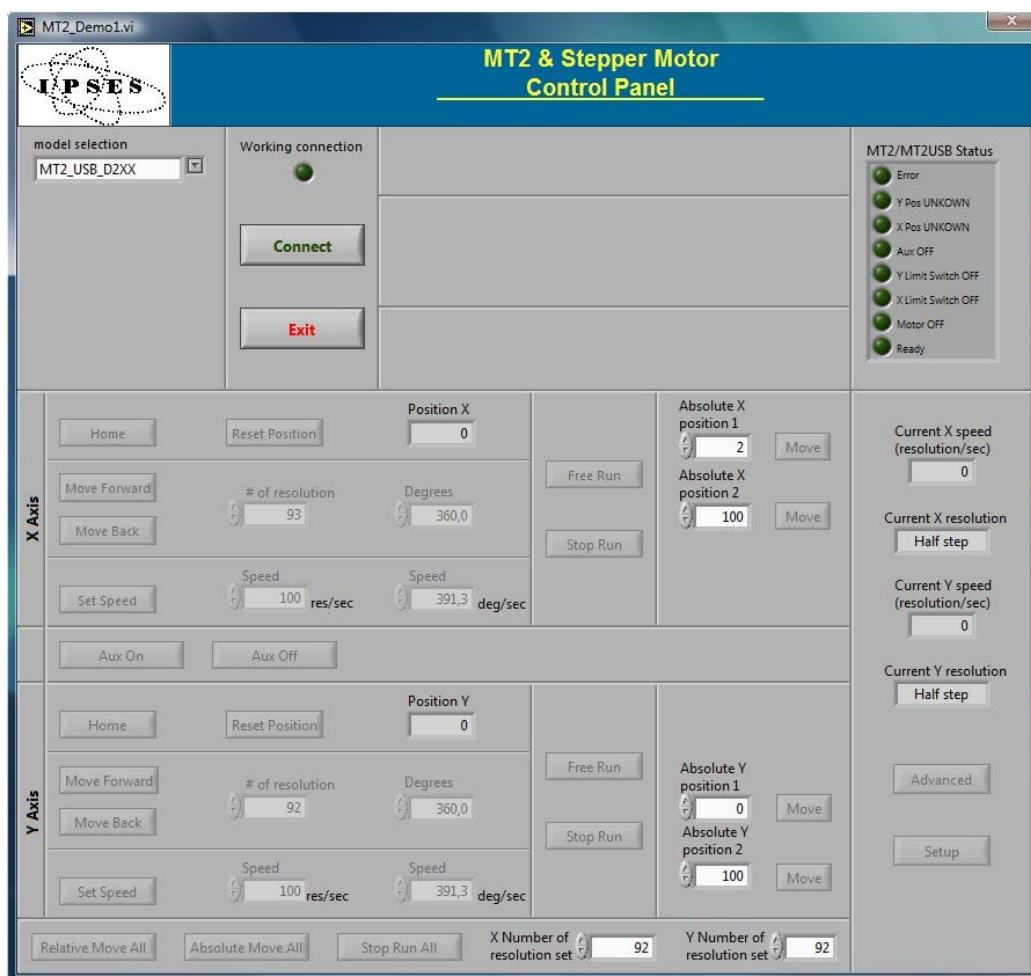 MT2_Demo1.vi
x
IPSES
MT2 & Stepper Motor
Control Panel
model selection
MT2_USB_D2XX
Working connection
Connect
Exit
MT2/MT2USB Status
Error
Y Pos UNKOWN
X Pos UNKOWN
Aux OFF
Y Limit Switch OFF
X Limit Switch OFF
Motor OFF
Ready
X Axis
Home
Reset Position
Position X
0
Move Forward
Move Back
# of resolution
93
Degrees
360,0
Set Speed
Speed
100 res/sec
Speed
391,3 deg/sec
Free Run
Stop Run
Absolute X
position 1
2
Move
Absolute X
position 2
100
Move
Current X speed
(resolution/sec)
0
Current X resolution
Half step
Current Y speed
(resolution/sec)
0
Current Y resolution
Half step
Advanced
Setup
Aux On
Aux Off
Y Axis
Home
Reset Position
Position Y
0
Move Forward
Move Back
# of resolution
92
Degrees
360,0
Set Speed
Speed
100 res/sec
Speed
391,3 deg/sec
Free Run
Stop Run
Absolute Y
position 1
0
Move
Absolute Y
position 2
100
Move
Relative Move All
Absolute Move All
Stop Run All
X Number of
resolution set
92
Y Number of
resolution set
92